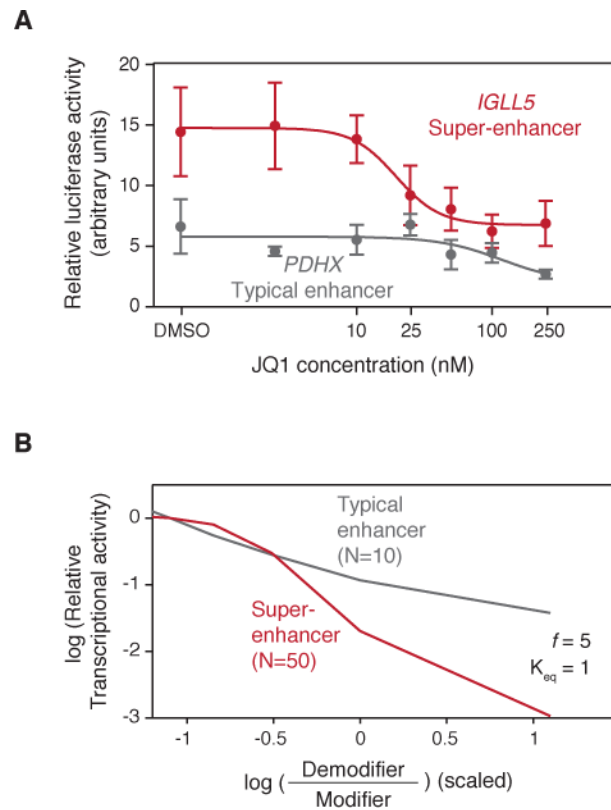 A
Relative luciferase activity
(arbitrary units)
20
15
10
5
0
IGLL5
Super-enhancer
PDHX
Typical enhancer
DMSO 10 25 100 250
JQ1 concentration (nM)
B
log (Relative
Transcriptional activity)
0
-1
-2
-3
Typical
enhancer
(N=10)
Super-
enhancer
(N=50)
f = 5
Keq = 1
-1 -0.5 0 0.5 1
log ( Demodifier / Modifier ) (scaled)